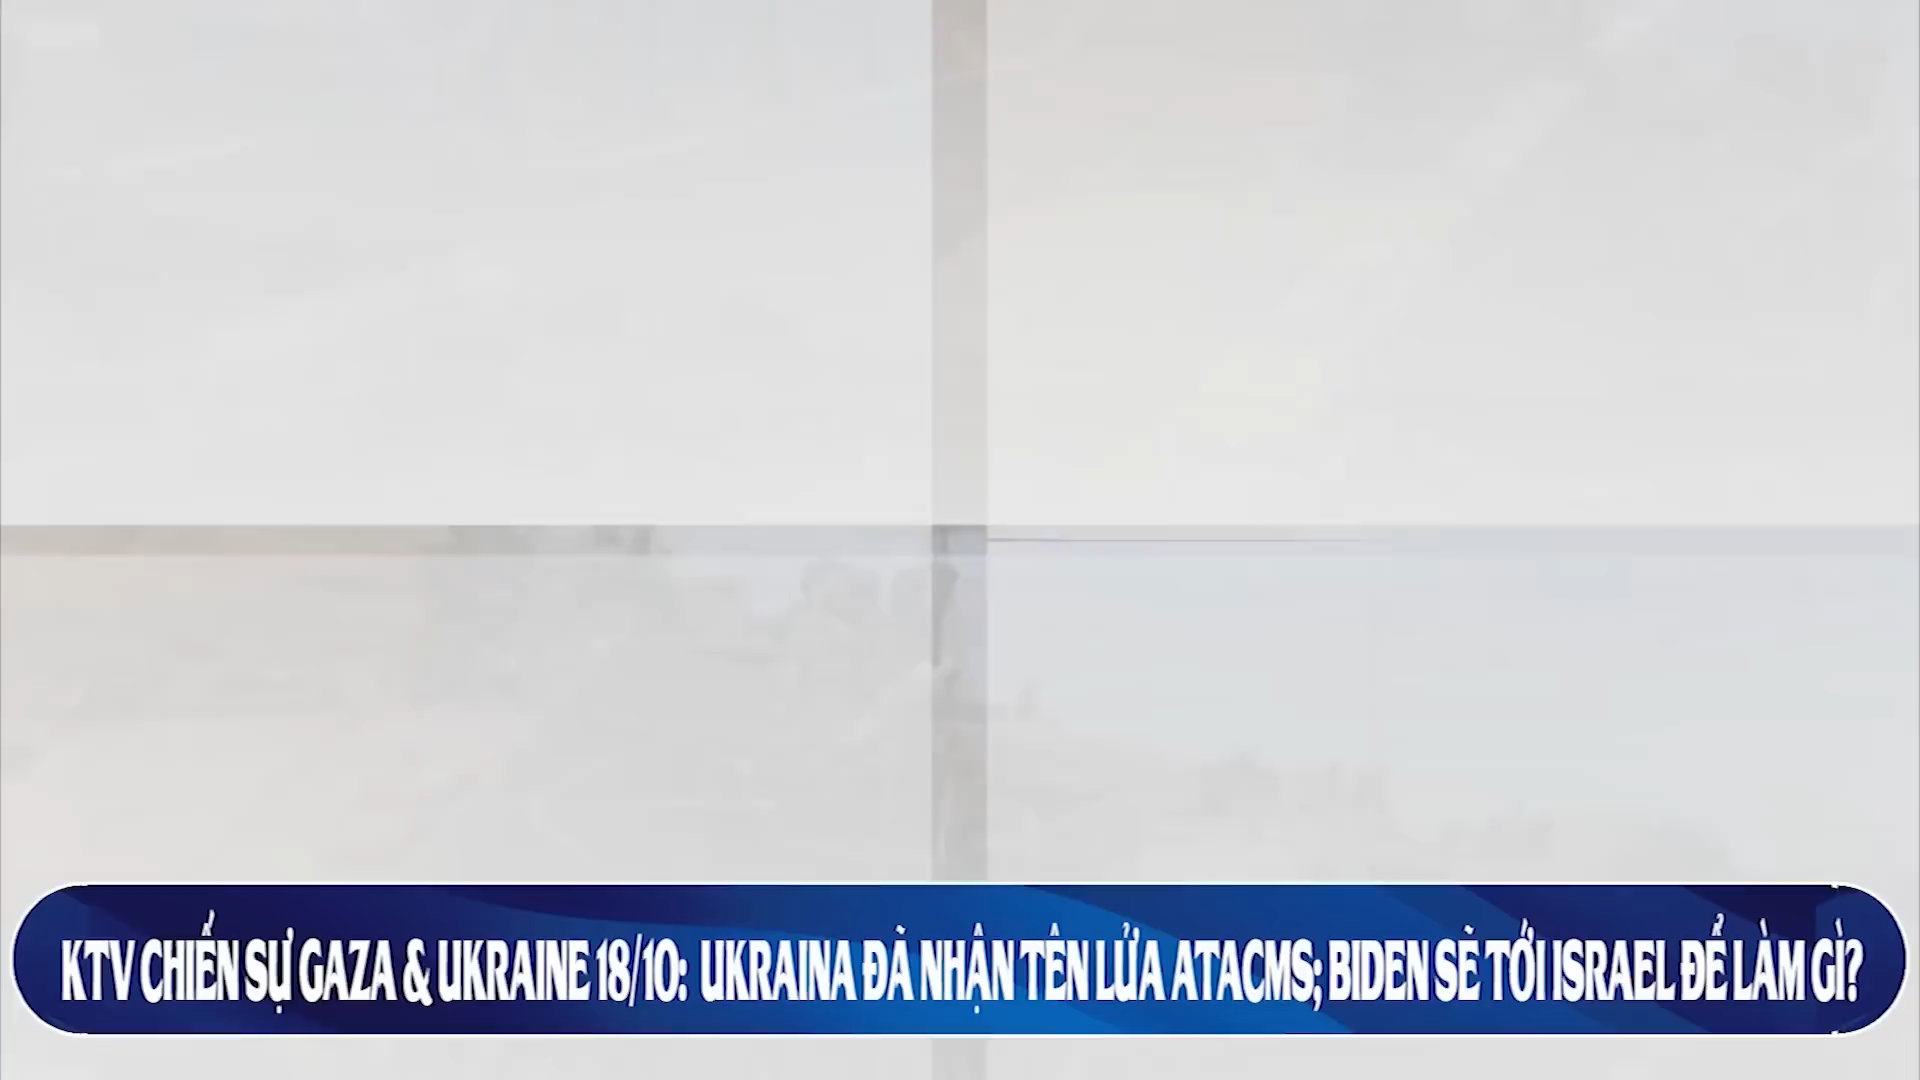 KTV CHIẾN SỰ GAZA & UKRAINE 18/10: UKRAINA ĐÃ NHẬN TÊN LỬA ATACMS; BIDEN SẼ TỚI ISRAEL ĐỂ LÀM GÌ?